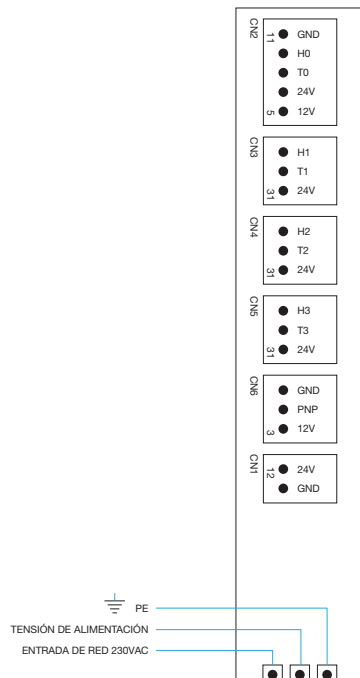 CN2
11
GND
H0
T0
24V
5
12V
CN3
H1
T1
31
24V
CN4
H2
T2
31
24V
CN5
H3
T3
31
24V
CN6
GND
PNP
3
12V
CN1
12
24V
GND
PE
TENSIÓN DE ALIMENTACIÓN
ENTRADA DE RED 230VAC